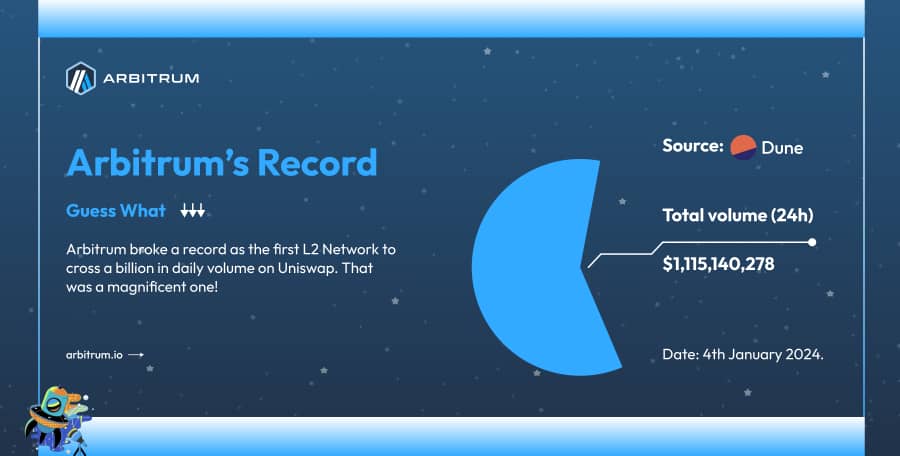 ARBITRUM
Arbitrum's Record
Guess What
Arbitrum broke a record as the first L2 Network to
cross a billion in daily volume on Uniswap. That
was a magnificent one!
arbitrum.io
Source: Dune
Total volume (24h)
$1,115,140,278
Date: 4th January 2024.